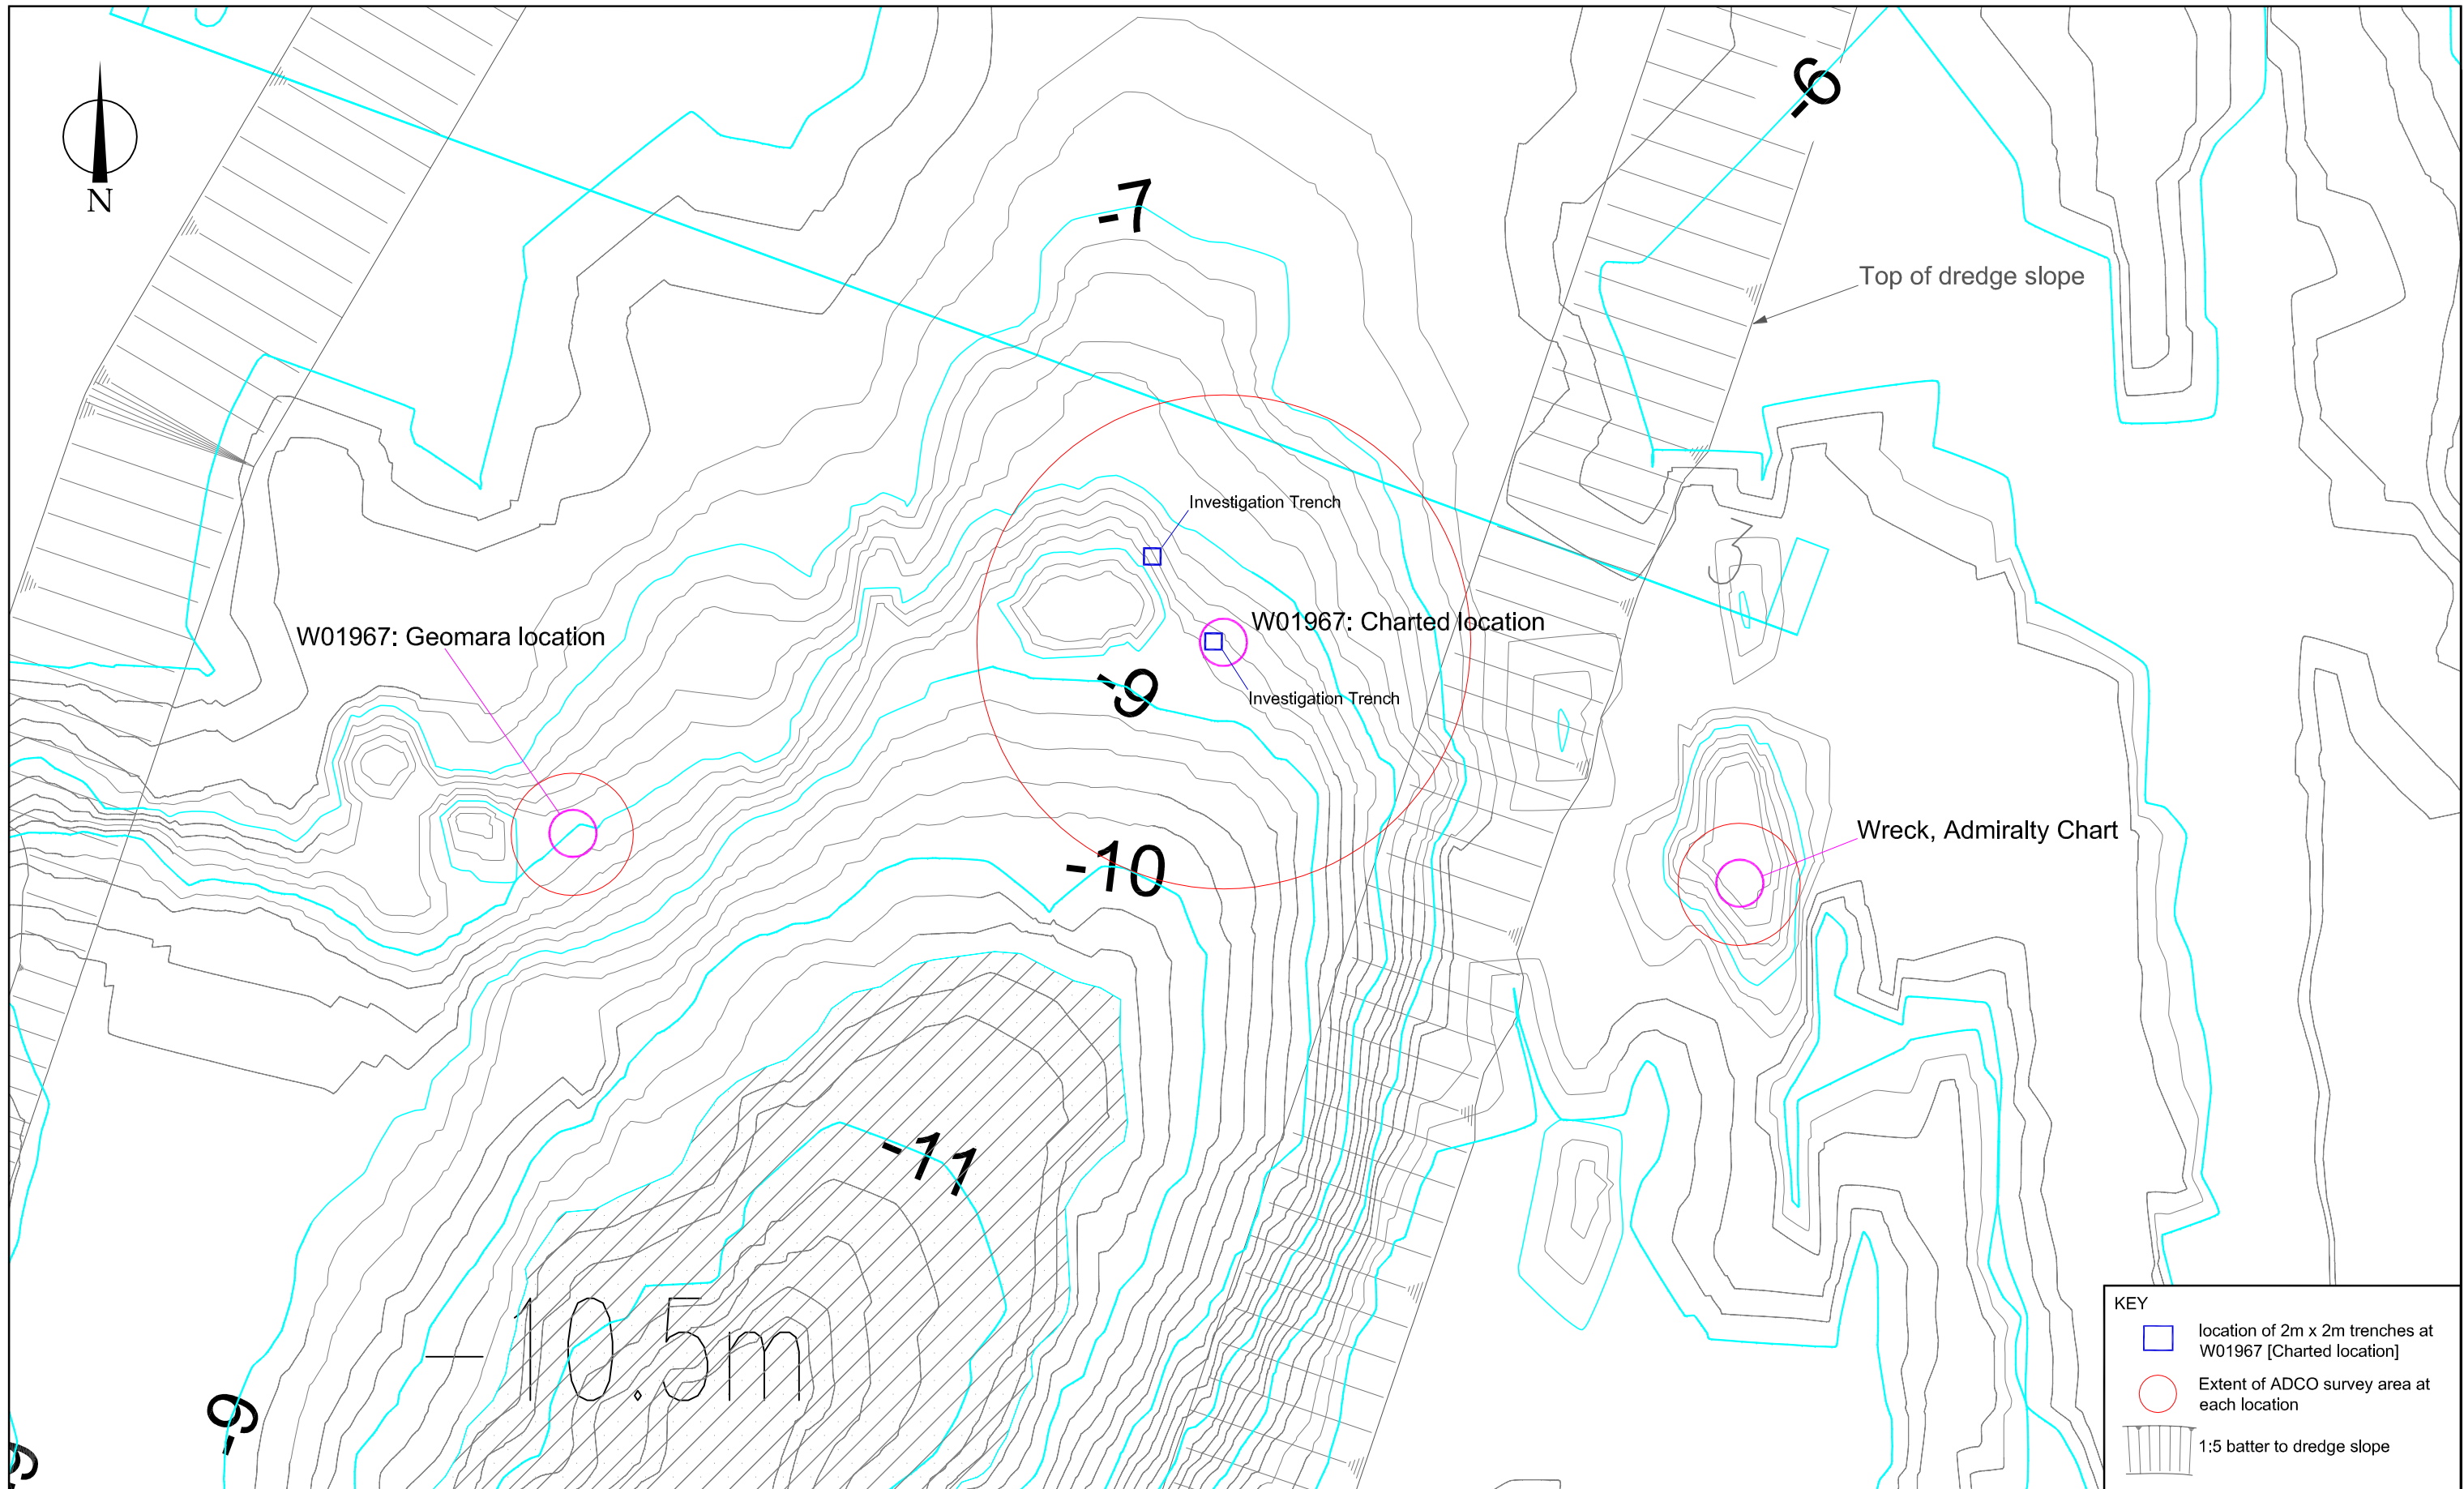 -6
N
-7
Top of dredge slope
Investigation Trench
3
W01967: Charted location
W01967: Geomara location
-9
Investigation Trench
Wreck, Admiralty Chart
-10
-11
-10.5m
-9
KEY
location of 2m x 2m trenches at
W01967 [Charted location]
Extent of ADCO survey area at
each location
1:5 batter to dredge slope